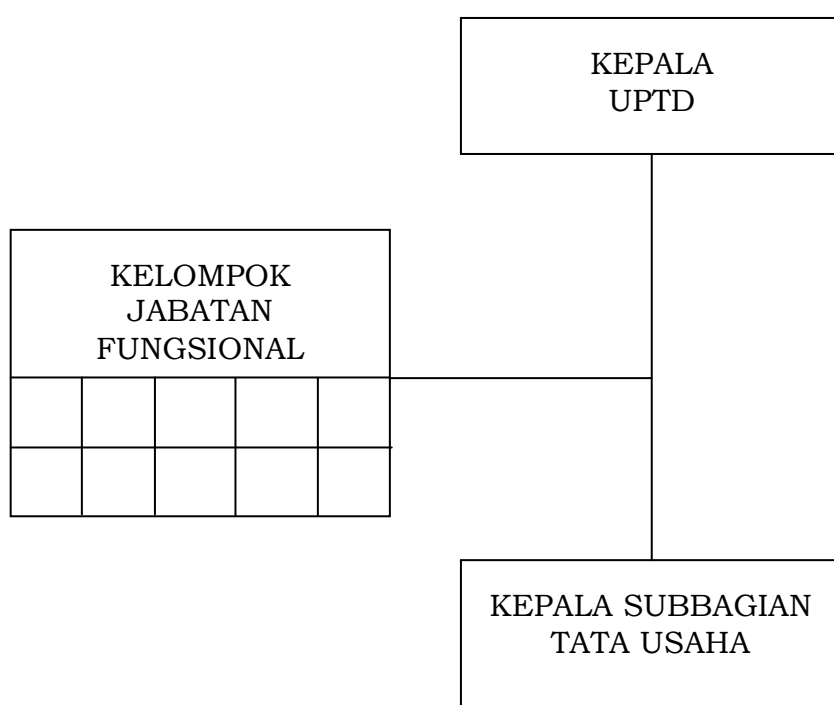 KEPALA
UPTD
KELOMPOK
JABATAN
FUNGSIONAL
KEPALA SUBBAGIAN
TATA USAHA